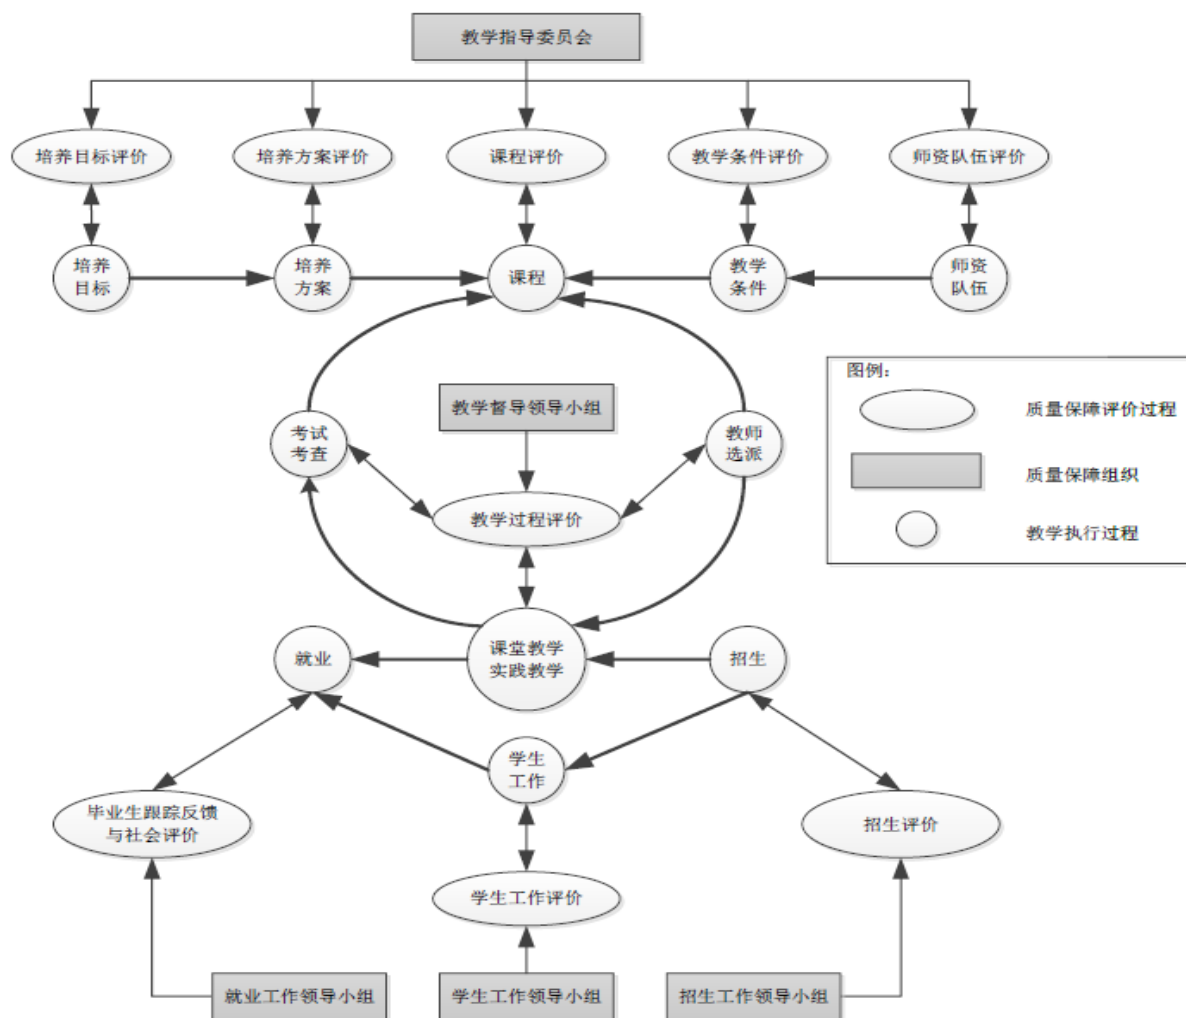 教学指导委员会
培养目标评价
培养方案评价
课程评价
教学条件评价
师资队伍评价
培养
目标
培养
方案
课程
教学
条件
师资
队伍
图例：
质量保障评价过程
质量保障组织
教学执行过程
教学督导领导小组
考试
考查
教师
选派
教学过程评价
就业
课堂教学
实践教学
招生
学生
工作
毕业生跟踪反馈
与社会评价
招生评价
学生工作评价
就业工作领导小组
学生工作领导小组
招生工作领导小组